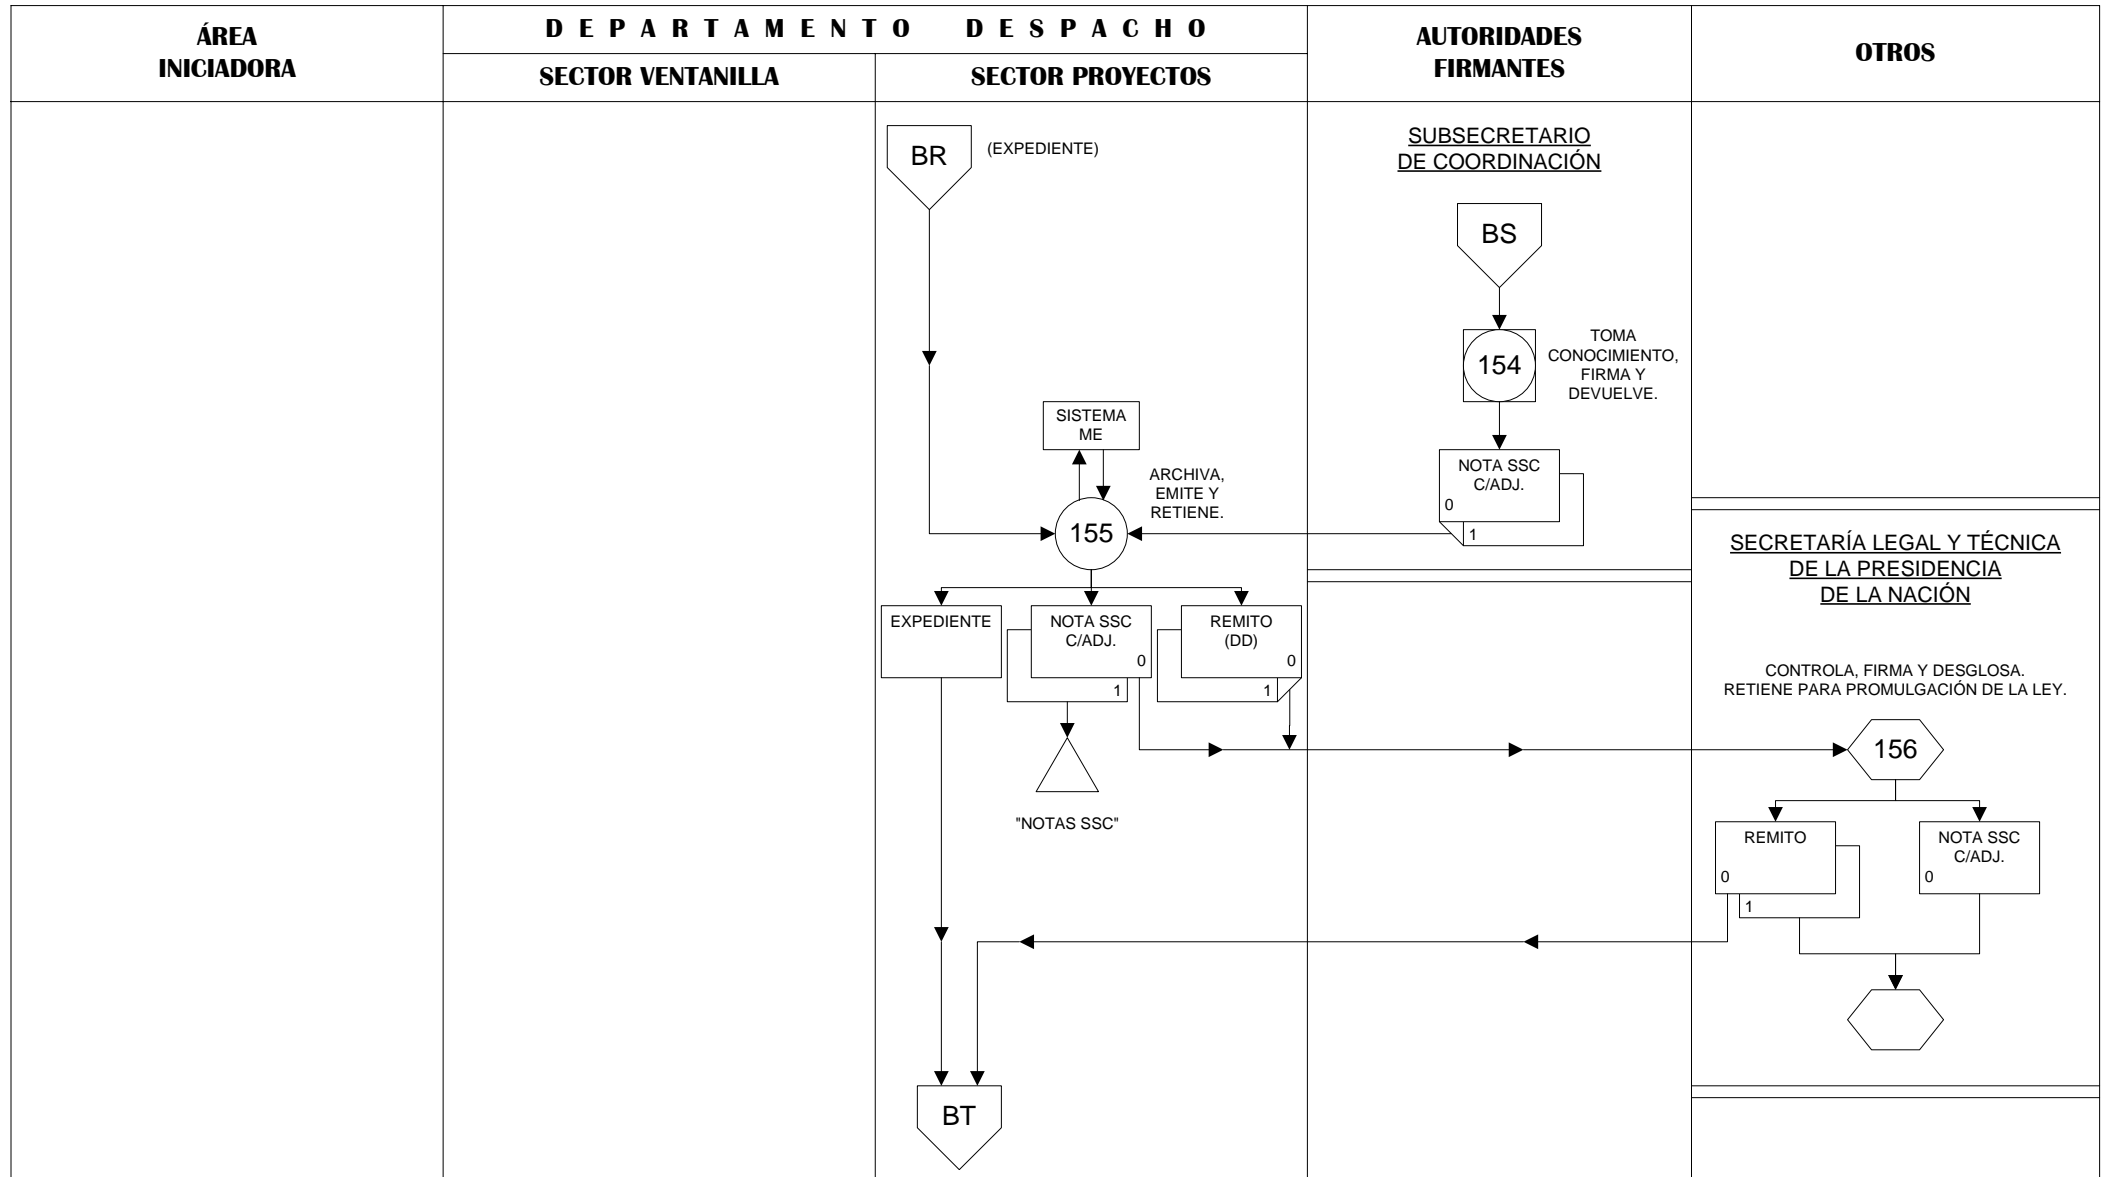 ÁREA
INICIADORA
DEPARTAMENTO DESPACHO
SECTOR VENTANILLA
SECTOR PROYECTOS
AUTORIDADES
FIRMANTES
OTROS
BR
(EXPEDIENTE)
SUBSECRETARIO
DE COORDINACIÓN
BS
154
TOMA
CONOCIMIENTO,
FIRMA Y
DEVUELVE.
SISTEMA
ME
ARCHIVA,
EMITE Y
RETIENE.
155
NOTA SSC
C/ADJ.
0
1
SECRETARÍA LEGAL Y TÉCNICA
DE LA PRESIDENCIA
DE LA NACIÓN
EXPEDIENTE
NOTA SSC
C/ADJ.
0
1
REMITO
(DD)
0
1
CONTROLA, FIRMA Y DESGLOSA.
RETIENE PARA PROMULGACIÓN DE LA LEY.
156
"NOTAS SSC"
REMITO
0
1
NOTA SSC
C/ADJ.
0
BT